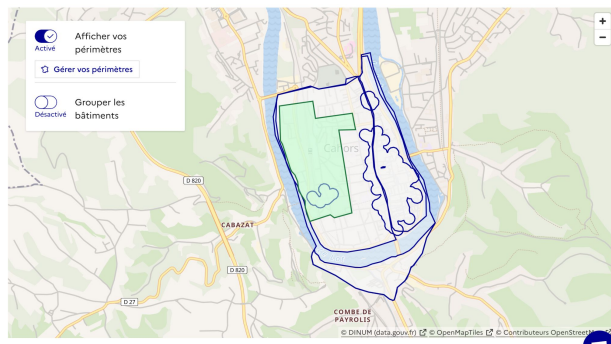 Afficher vos
périmètres
Activé
Gérer vos périmètres
Grouper les
bâtiments
Désactivé
+
−
Cahors
D 820
CABAZAT
D 820
D 27
COMBE DE
PAYROLIS
© DINUM (data.gouv.fr) © OpenMapTiles © Contributeurs OpenStreetMap